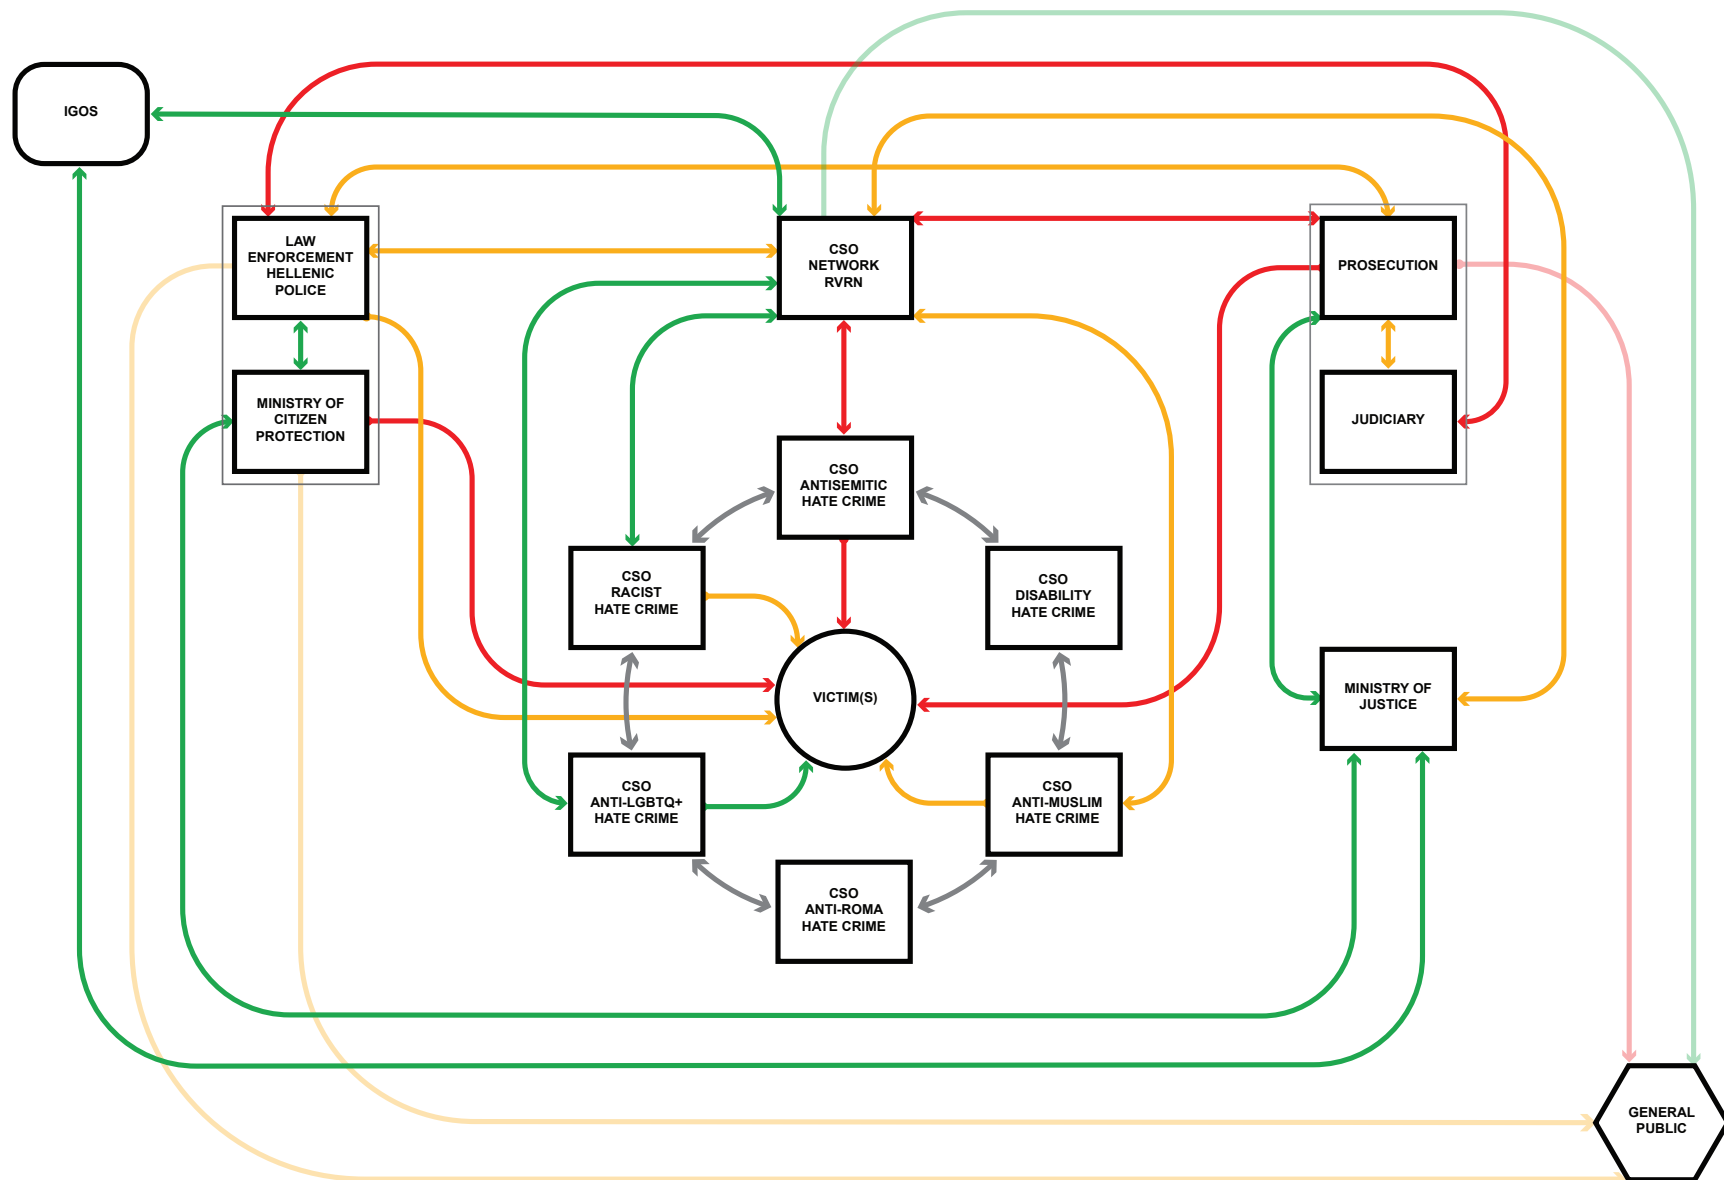 IGOS
LAW
ENFORCEMENT
HELLENIC
POLICE
CSO
NETWORK
RVRN
PROSECUTION
MINISTRY OF
CITIZEN
PROTECTION
JUDICIARY
CSO
ANTISEMITIC
HATE CRIME
CSO
RACIST
HATE CRIME
CSO
DISABILITY
HATE CRIME
VICTIM(S)
MINISTRY OF
JUSTICE
CSO
ANTI-LGBTQ+
HATE CRIME
CSO
ANTI-MUSLIM
HATE CRIME
CSO
ANTI-ROMA
HATE CRIME
GENERAL
PUBLIC